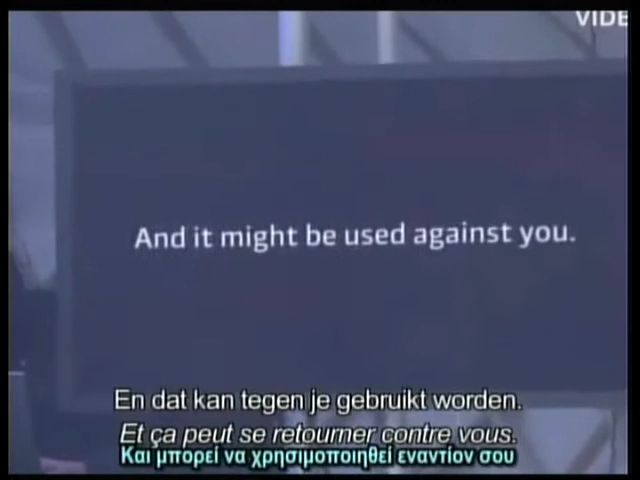 VIDE
And it might be used against you.
En dat kan tegen je gebruikt worden.
Et ça peut se retourner contre vous.
Και μπορεί να χρησιμοποιηθεί εναντίον σου